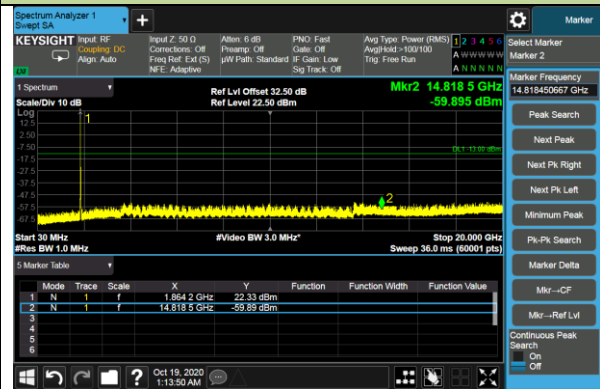 Spectrum Analyzer 1
Swept SA
+
Marker
KEYSIGHT
Input: RF
Coupling: DC
Align: Auto
Input Z: 50 Ω
Corrections: Off
Freq Ref: Ext (S)
NFE: Adaptive
Atten: 6 dB
Preamp: Off
µW Path: Standard
PNO: Fast
Gate: Off
IF Gain: Low
Sig Track: Off
Avg Type: Power (RMS)
Avg|Hold:>100/100
Trig: Free Run
1 2 3 4 5 6
A W W W W W
A N N N N N
Select Marker
Marker 2
Marker Frequency
14.818450667 GHz
Peak Search
Next Peak
Next Pk Right
Next Pk Left
Minimum Peak
Pk-Pk Search
Marker Delta
Mkr→CF
Mkr→Ref Lvl
Continuous Peak
Search
On
Off
1 Spectrum
Scale/Div 10 dB
Log
Ref Lvl Offset 32.50 dB
Ref Level 22.50 dBm
Mkr2 14.818 5 GHz
-59.895 dBm
12.5
2.50
-7.50
-17.5
-27.5
-37.5
-47.5
-57.5
-67.5
1
DL1 -13.00 dBm
2
Start 30 MHz
#Res BW 1.0 MHz
#Video BW 3.0 MHz*
Stop 20.000 GHz
Sweep 36.0 ms (60001 pts)
5 Marker Table
Mode Trace Scale X Y Function Function Width Function Value
1 N 1 f 1.864 2 GHz 22.33 dBm
2 N 1 f 14.818 5 GHz -59.89 dBm
3
4
5
6
?
Oct 19, 2020
1:13:50 AM